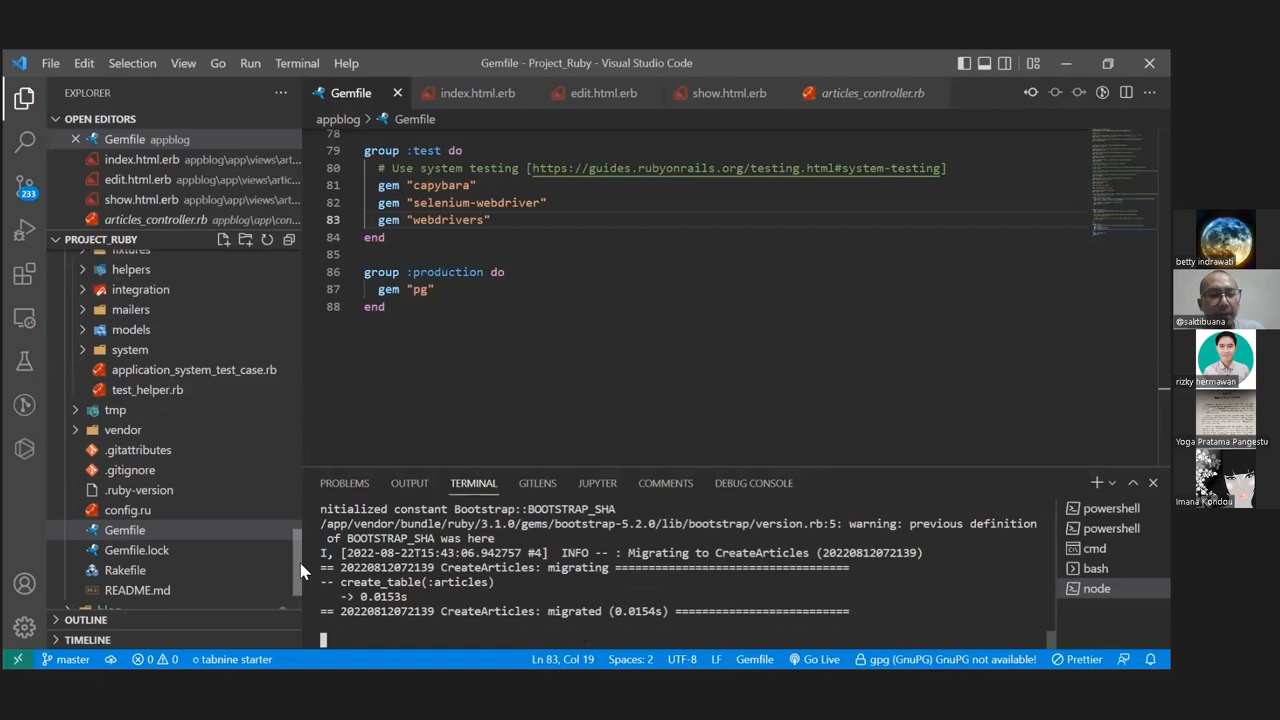 File Edit Selection View Go Run Terminal Help
Gemfile - Project_Ruby - Visual Studio Code
EXPLORER
OPEN EDITORS
Gemfile appblog
index.html.erb appblog\app\views\art...
edit.html.erb appblog\app\views\artic...
show.html.erb appblog\app\views\art...
articles_controller.rb appblog\app\con...
233
PROJECT_RUBY
fixtures
helpers
integration
mailers
models
system
application_system_test_case.rb
test_helper.rb
tmp
vendor
.gitattributes
.gitignore
.ruby-version
config.ru
Gemfile
Gemfile.lock
Rakefile
README.md
blog
OUTLINE
TIMELINE
Gemfile index.html.erb edit.html.erb show.html.erb articles_controller.rb
appblog > Gemfile
78
79 group :test do
80 # Use system testing [https://guides.rubyonrails.org/testing.html#system-testing]
81 gem "capybara"
82 gem "selenium-webdriver"
83 gem "webdrivers"
84 end
85
86 group :production do
87 gem "pg"
88 end
PROBLEMS OUTPUT TERMINAL GITLENS JUPYTER COMMENTS DEBUG CONSOLE
nitialized constant Bootstrap::BOOTSTRAP_SHA
/app/vendor/bundle/ruby/3.1.0/gems/bootstrap-5.2.0/lib/bootstrap/version.rb:5: warning: previous definition
of BOOTSTRAP_SHA was here
I, [2022-08-22T15:43:06.942757 #4] INFO -- : Migrating to CreateArticles (20220812072139)
== 20220812072139 CreateArticles: migrating ===================================
-- create_table(:articles)
-> 0.0153s
== 20220812072139 CreateArticles: migrated (0.0154s) ==========================
powershell
powershell
cmd
bash
node
master 0 0 tabnine starter Ln 83, Col 19 Spaces: 2 UTF-8 LF Gemfile Go Live gpg (GnuPG) GnuPG not available! Prettier
betty indrawati
@saktibuana
rizky hermawan
Yoga Pratama Pangestu
Imana Kondou